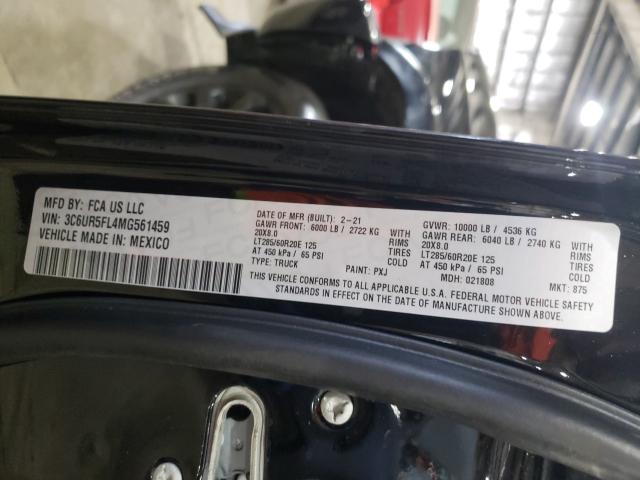 MFD BY: FCA US LLC
VIN: 3C6UR5FL4MG561459
VEHICLE MADE IN: MEXICO
DATE OF MFR (BUILT): 2-21
GAWR FRONT: 6000 LB / 2722 KG WITH
20X8.0 RIMS
LT285/60R20E 125 TIRES
AT 450 kPa / 65 PSI COLD
TYPE: TRUCK PAINT: PXJ
GVWR: 10000 LB / 4536 KG
GAWR REAR: 6040 LB / 2740 KG WITH
20X8.0 RIMS
LT285/60R20E 125 TIRES
AT 450 kPa / 65 PSI COLD
MDH: 021808 MKT: 875
THIS VEHICLE CONFORMS TO ALL APPLICABLE U.S.A. FEDERAL MOTOR VEHICLE SAFETY
STANDARDS IN EFFECT ON THE DATE OF MANUFACTURE SHOWN ABOVE.